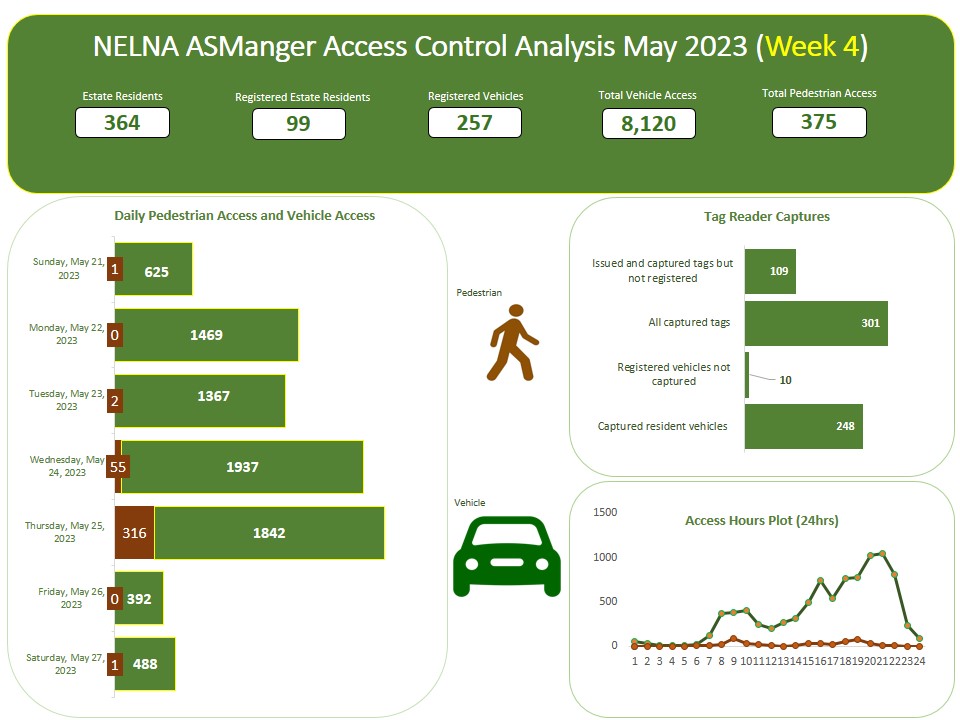 NELNA ASManger Access Control Analysis May 2023 (Week 4)
Estate Residents
364
Registered Estate Residents
99
Registered Vehicles
257
Total Vehicle Access
8,120
Total Pedestrian Access
375
Daily Pedestrian Access and Vehicle Access
Sunday, May 21,
2023
1
625
Monday, May 22,
2023
0
1469
Tuesday, May 23,
2023
2
1367
Wednesday, May
24, 2023
55
1937
Thursday, May 25,
2023
316
1842
Friday, May 26,
2023
0
392
Saturday, May 27,
2023
1
488
Pedestrian
Vehicle
Tag Reader Captures
Issued and captured tags but
not registered
109
All captured tags
301
Registered vehicles not
captured
10
Captured resident vehicles
248
Access Hours Plot (24hrs)
1500
1000
500
0
1 2 3 4 5 6 7 8 9 10 11 12 13 14 15 16 17 18 19 20 21 22 23 24